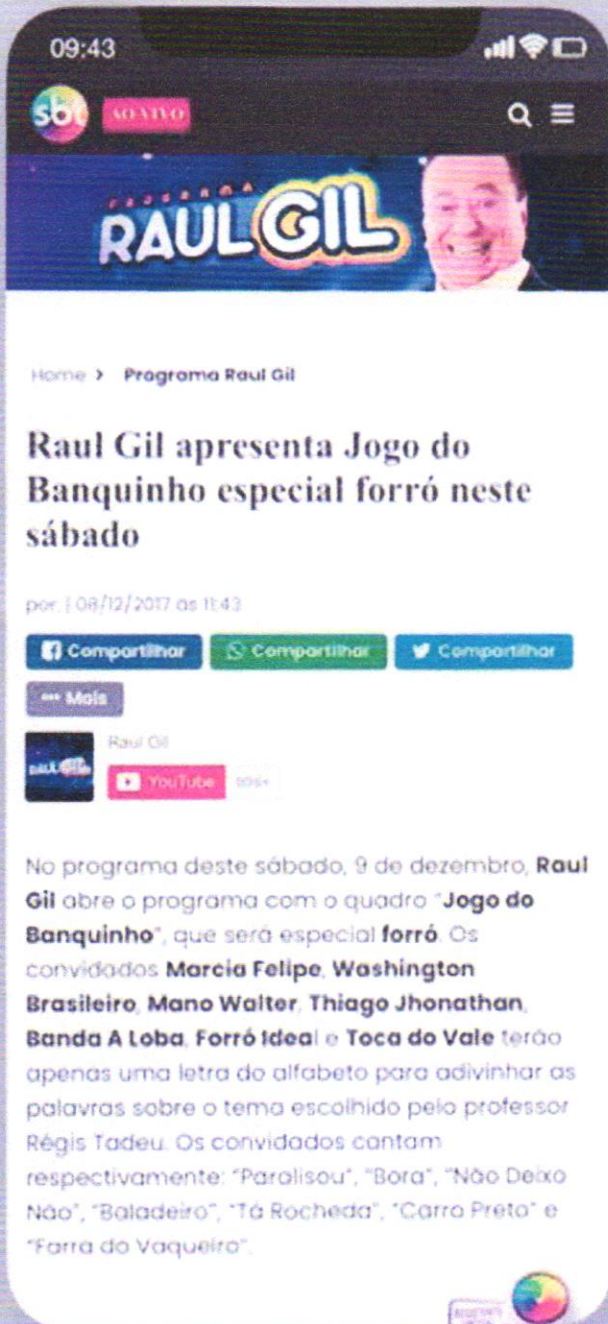 09:43
sbt AO VIVO
PROGRAMA
RAUL GIL
Home > Programa Raul Gil
Raul Gil apresenta Jogo do
Banquinho especial forró neste
sábado
por: | 08/12/2017 às 11:43
Compartilhar Compartilhar Compartilhar
Mais
RAUL GIL
Raul Gil
YouTube
No programa deste sábado, 9 de dezembro, Raul
Gil abre o programa com o quadro "Jogo do
Banquinho", que será especial forró. Os
convidados Marcia Felipe, Washington
Brasileiro, Mano Walter, Thiago Jhonathan,
Banda A Loba, Forró Ideal e Toca do Vale terão
apenas uma letra do alfabeto para adivinhar as
palavras sobre o tema escolhido pelo professor
Régis Tadeu. Os convidados cantam
respectivamente: "Paralisou", "Bora", "Não Deixo
Não", "Baladeiro", "Tá Rocheda", "Carro Preto" e
"Farra do Vaqueiro".